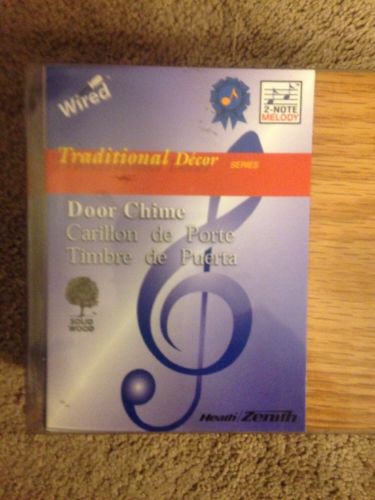 Wired
2-NOTE
MELODY
Traditional Décor SERIES
Door Chime
Carillon de Porte
Timbre de Puerta
SOLID
WOOD
Heath/Zenith